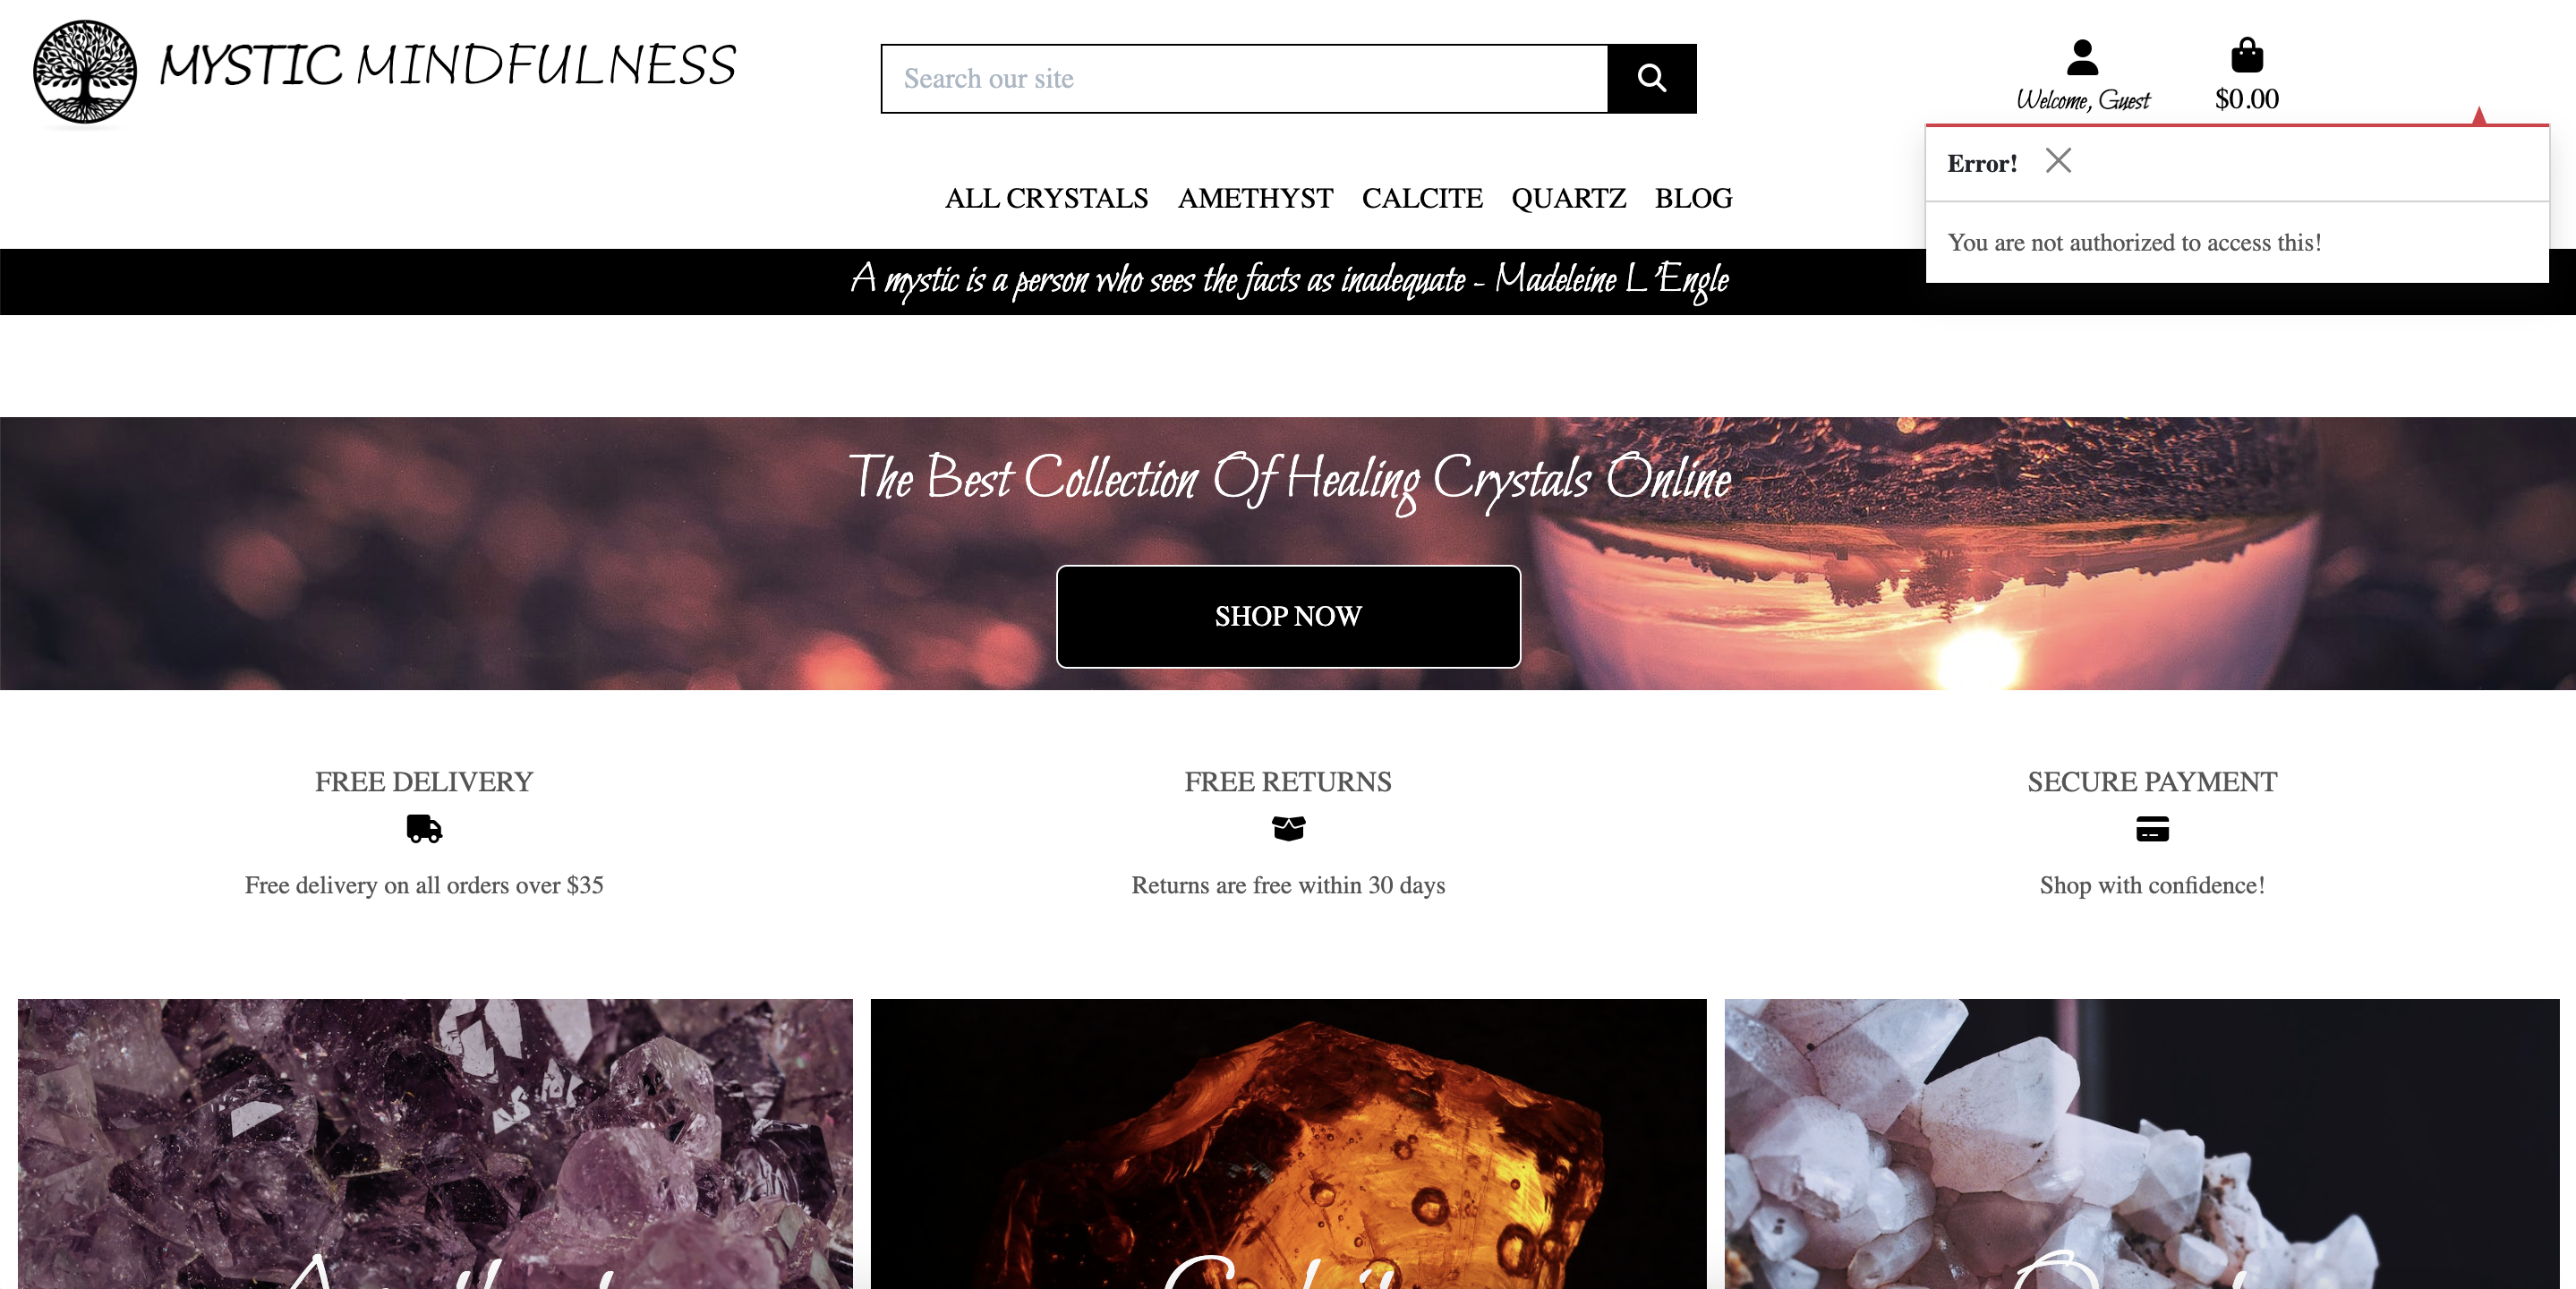 MYSTIC MINDFULNESS
Search our site
Welcome, Guest
$0.00
Error!
You are not authorized to access this!
ALL CRYSTALS AMETHYST CALCITE QUARTZ BLOG
A mystic is a person who sees the facts as inadequate - Madeleine L'Engle
The Best Collection Of Healing Crystals Online
SHOP NOW
FREE DELIVERY
Free delivery on all orders over $35
FREE RETURNS
Returns are free within 30 days
SECURE PAYMENT
Shop with confidence!